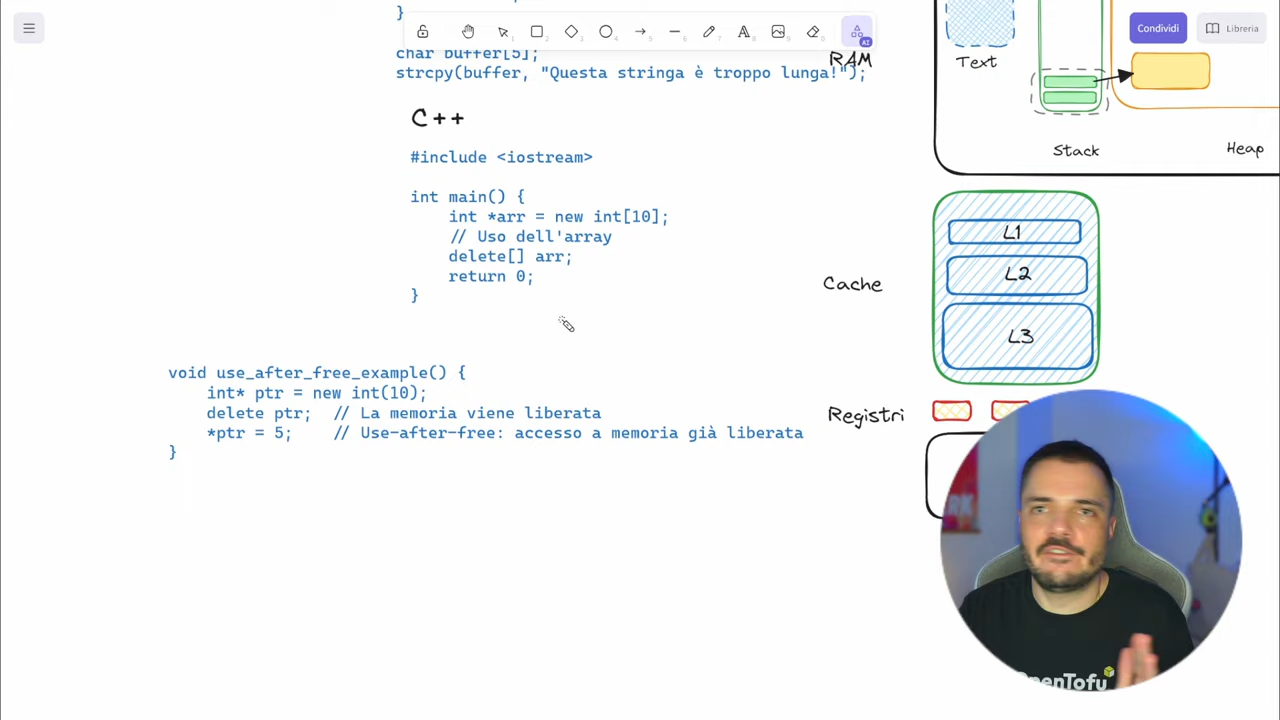 }
char buffer[5];
strcpy(buffer, "Questa stringa è troppo lunga!");
C++
#include <iostream>
int main() {
int *arr = new int[10];
// Uso dell'array
delete[] arr;
return 0;
}
void use_after_free_example() {
int* ptr = new int(10);
delete ptr; // La memoria viene liberata
*ptr = 5; // Use-after-free: accesso a memoria già liberata
}
RAM
Text
Stack
Heap
Condividi
Libreria
Cache
L1
L2
L3
Registri
A
AI
OpenTofu